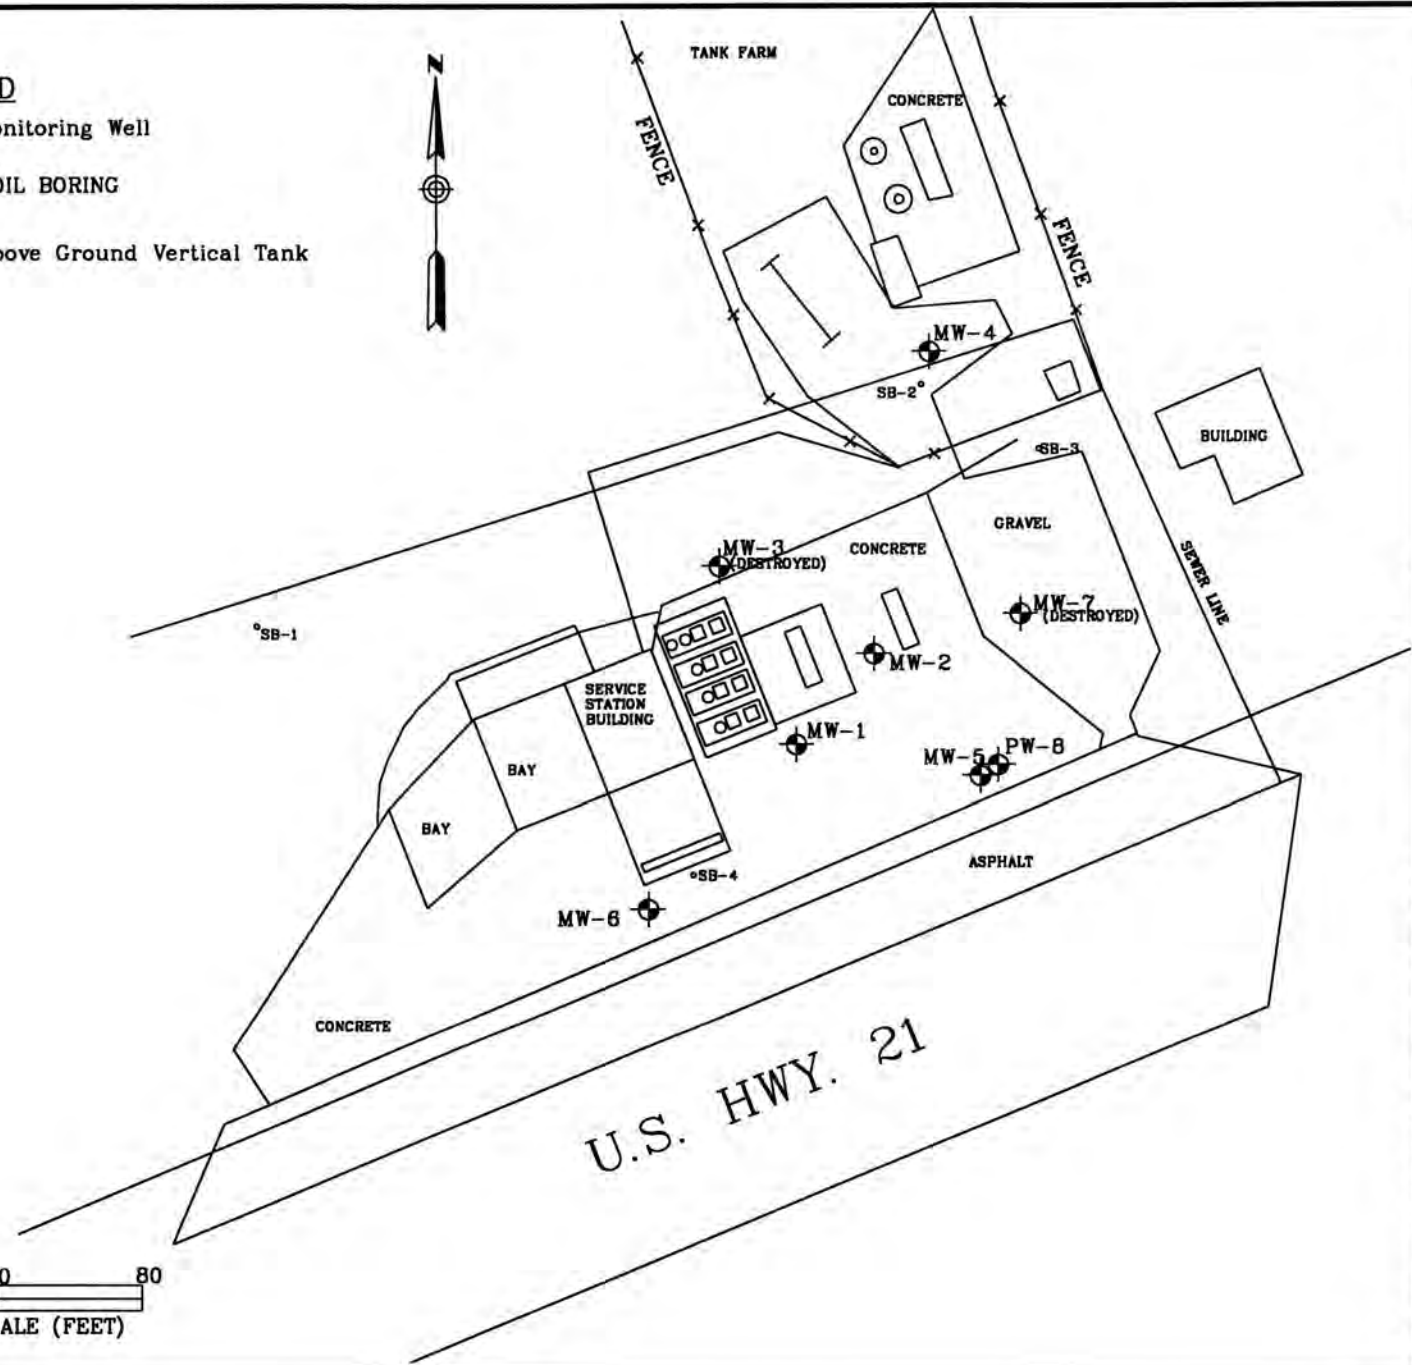 D
onitoring Well
OIL BORING
bove Ground Vertical Tank
N
TANK FARM
FENCE
CONCRETE
FENCE
MW-4
SB-2
SB-3
BUILDING
GRAVEL
SEWER LINE
MW-3
(DESTROYED)
CONCRETE
MW-7
(DESTROYED)
SB-1
MW-2
SERVICE
STATION
BUILDING
MW-1
MW-5
PW-8
BAY
BAY
ASPHALT
SB-4
MW-6
CONCRETE
U.S. HWY. 21
0
80
ALE (FEET)